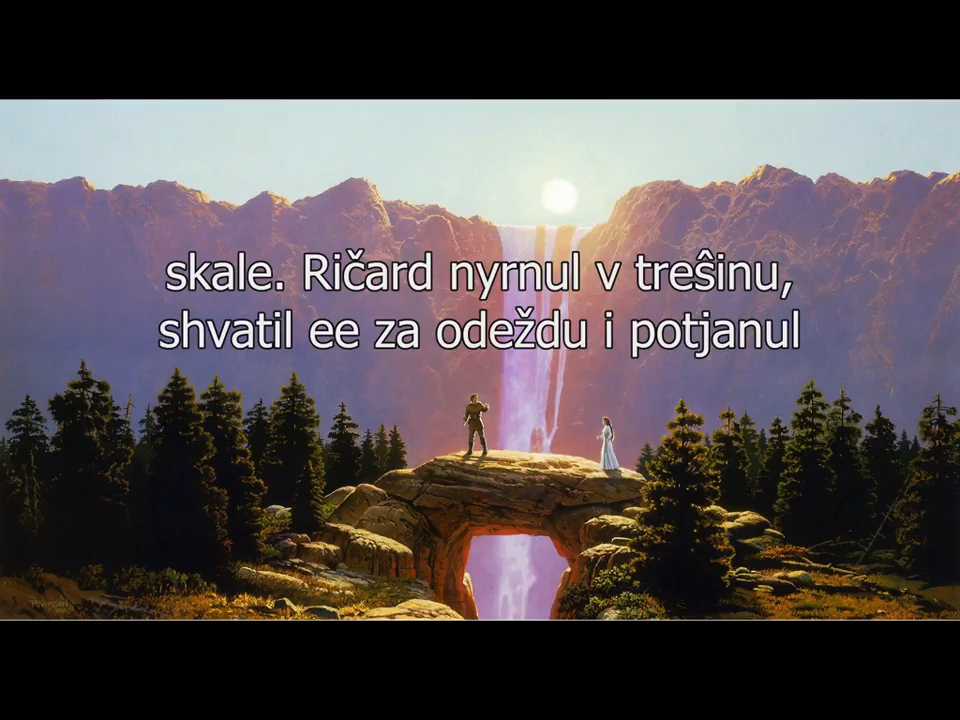 skale. Ričard nyrnul v treŝinu,
shvatil ee za odeždu i potjanul